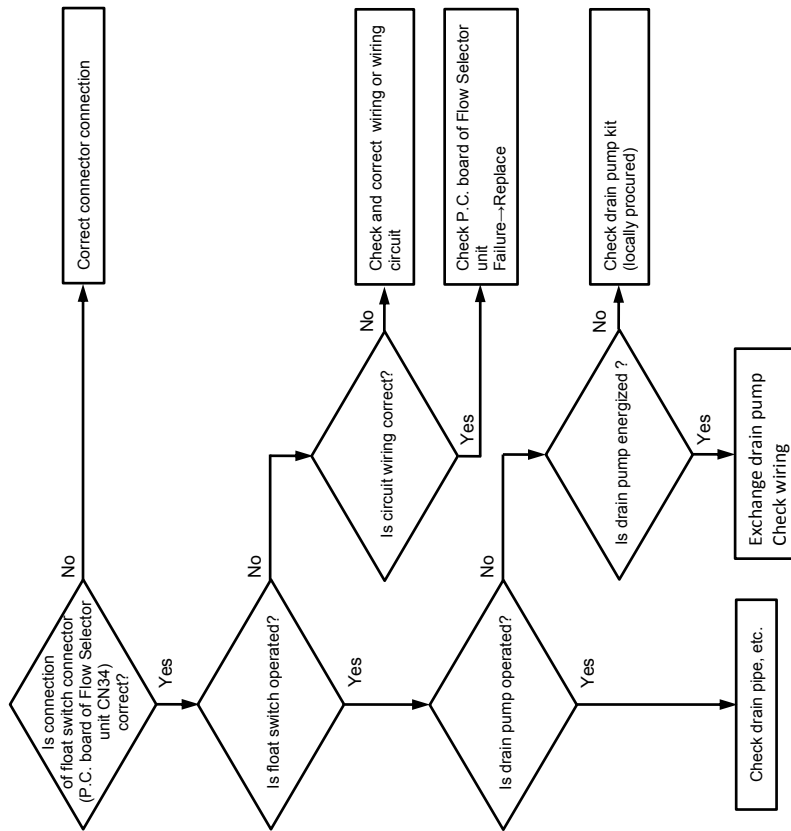 Is connection
of float switch connector
(P.C. board of Flow Selector
unit CN34)
correct?
No
Correct connector connection
Yes
Is float switch operated?
No
Is circuit wiring correct?
No
Check and correct wiring or wiring
circuit
Yes
Check P.C. board of Flow Selector
unit
Failure→Replace
Yes
Is drain pump operated?
No
Is drain pump energized ?
No
Check drain pump kit
(locally procured)
Yes
Exchange drain pump
Check wiring
Yes
Check drain pipe, etc.